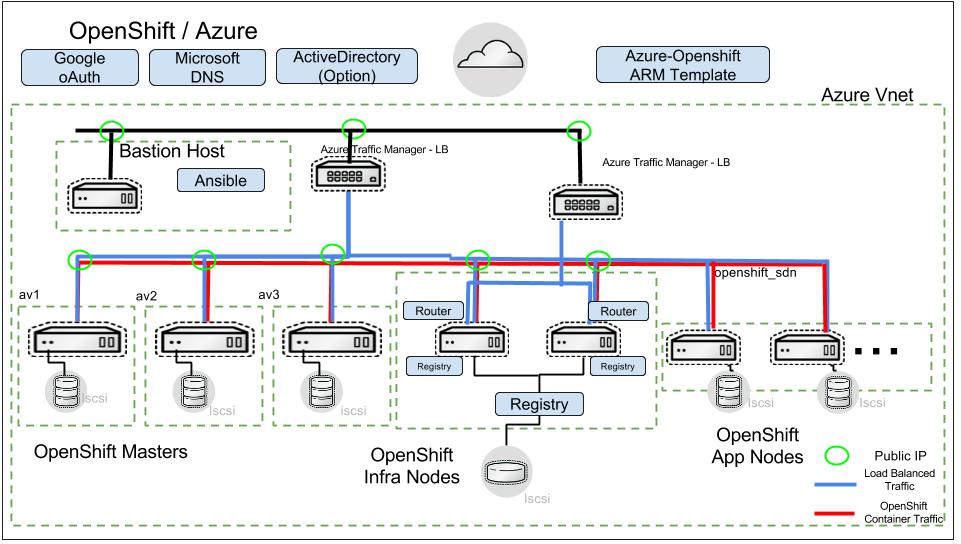 OpenShift / Azure
Google
oAuth
Microsoft
DNS
ActiveDirectory
(Option)
Azure-Openshift
ARM Template
Azure Vnet
Bastion Host
Ansible
Azure Traffic Manager - LB
Azure Traffic Manager - LB
openshift_sdn
av1
av2
av3
Router
Router
Registry
Registry
Registry
Iscsi
Iscsi
iscsi
Iscsi
Iscsi
Iscsi
OpenShift Masters
OpenShift
Infra Nodes
OpenShift
App Nodes
Public IP
Load Balanced
Traffic
OpenShift
Container Traffic